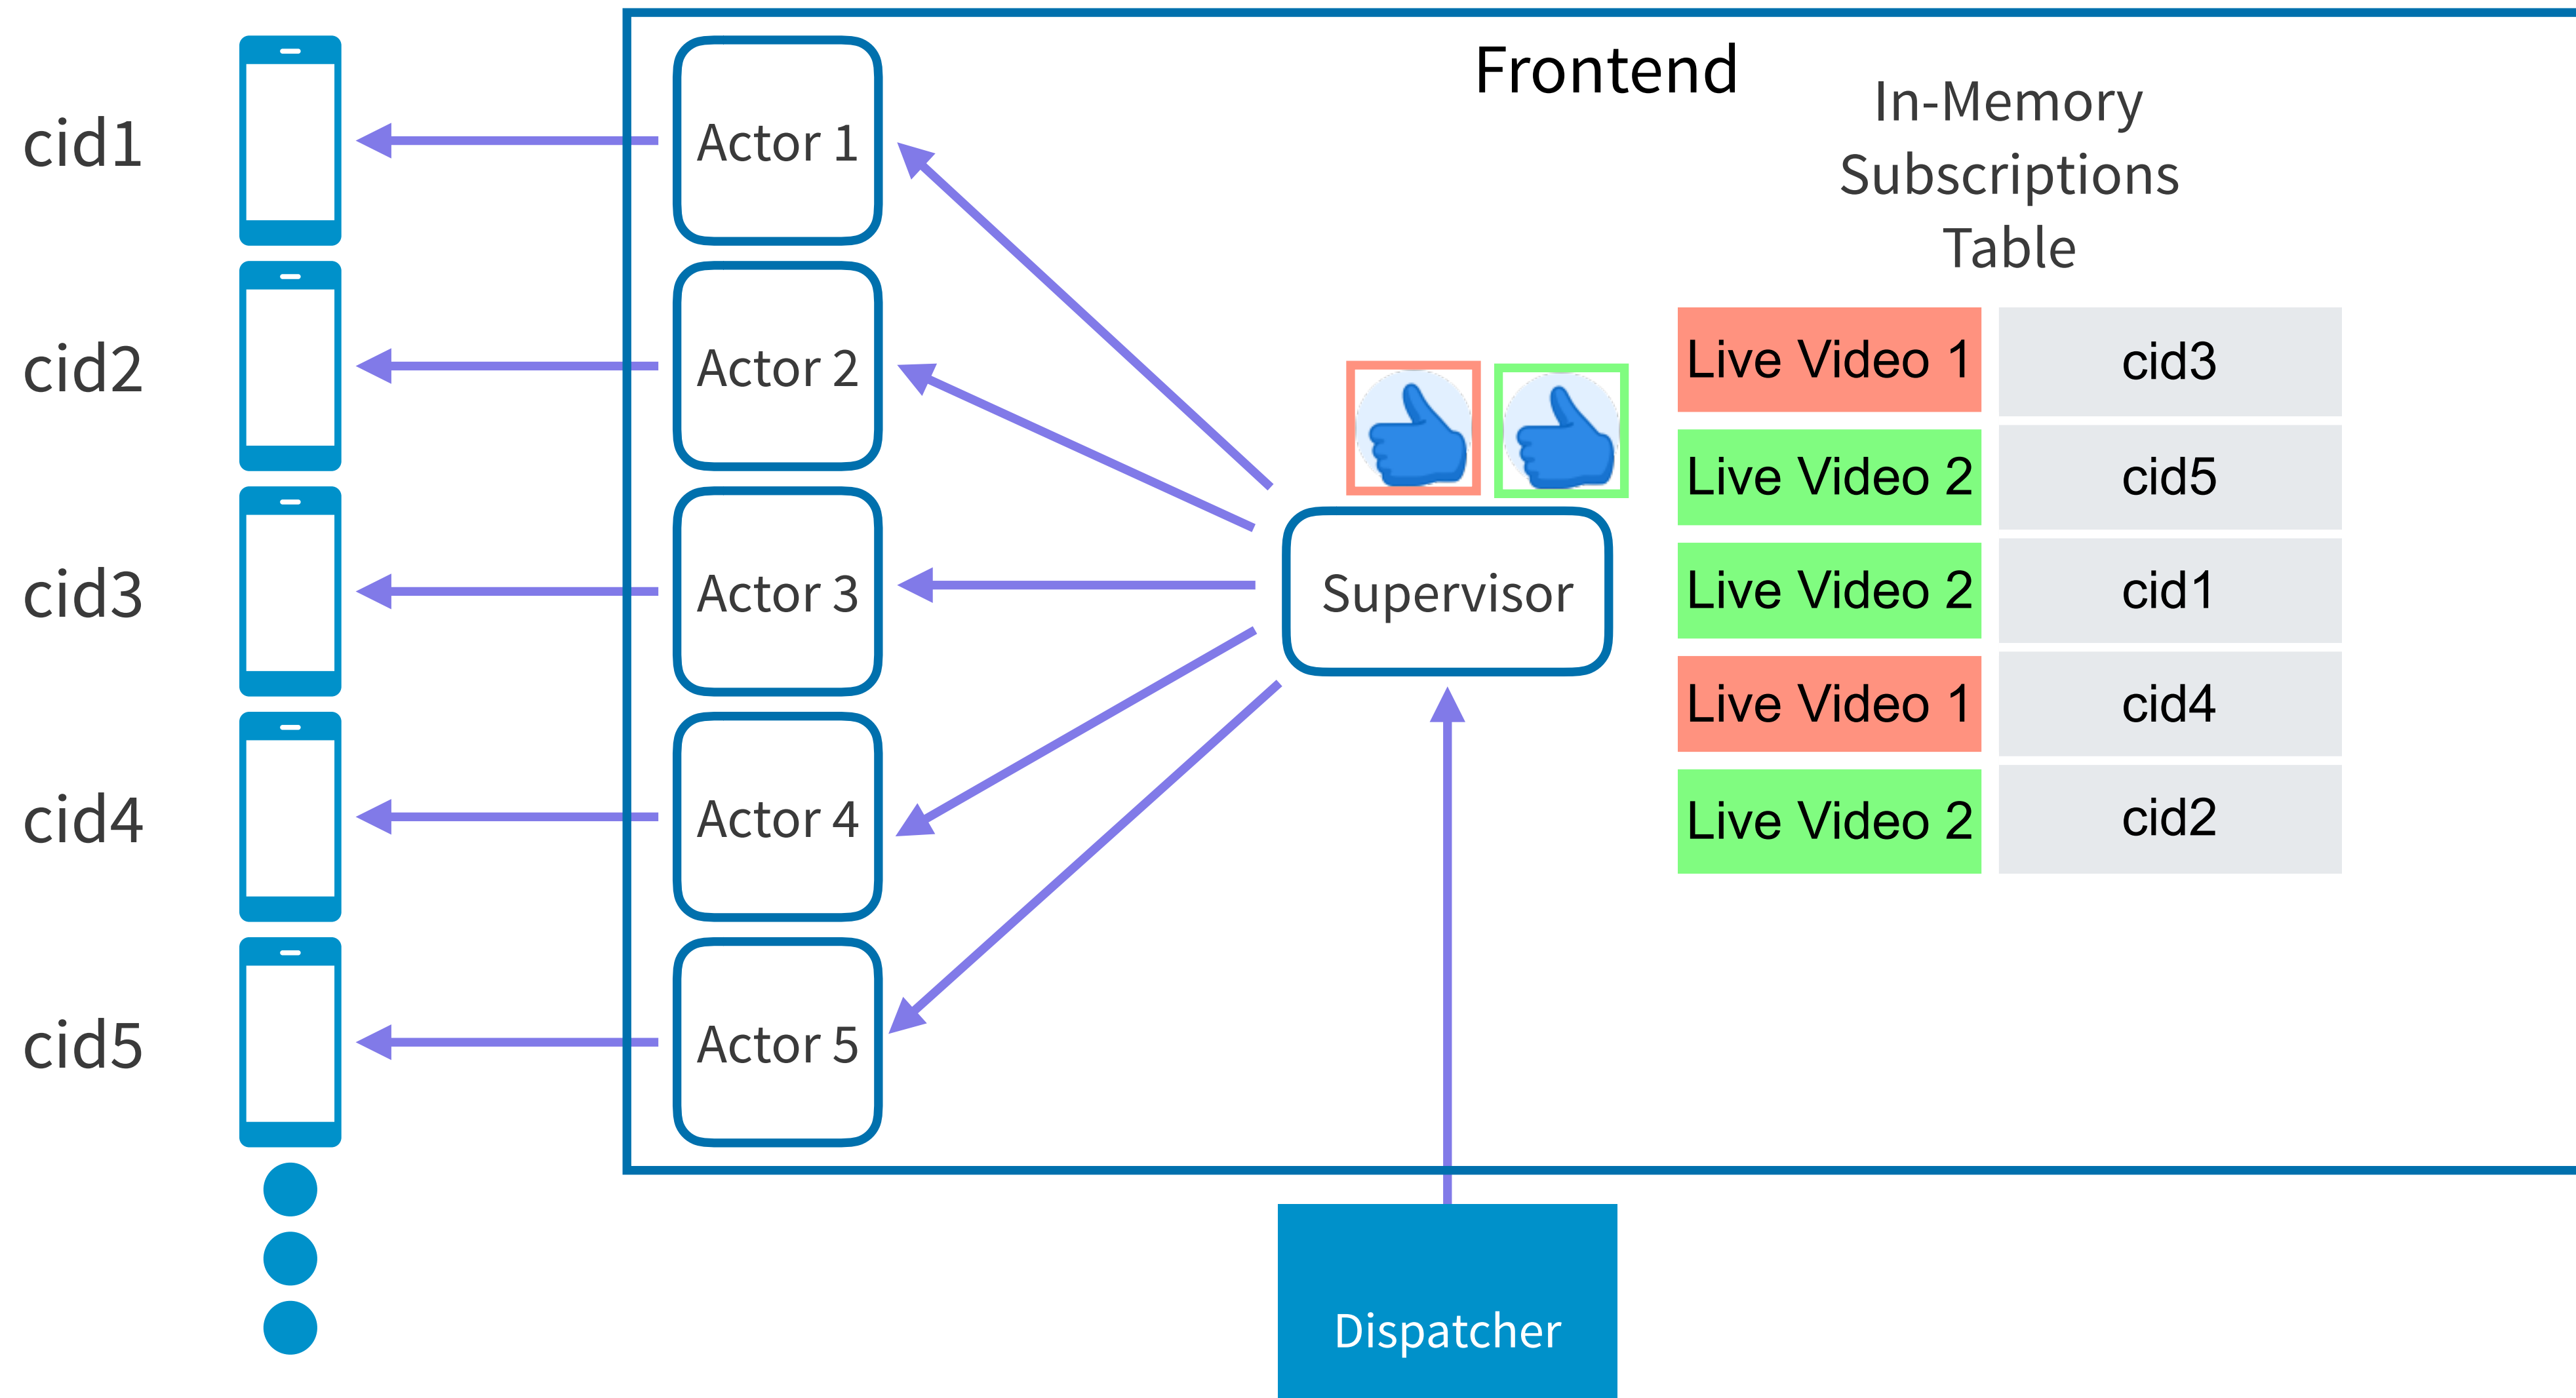 Frontend
In-Memory
Subscriptions
Table
cid1
Actor 1
cid2
Actor 2
cid3
Actor 3
cid4
Actor 4
cid5
Actor 5
Supervisor
Live Video 1 cid3
Live Video 2 cid5
Live Video 2 cid1
Live Video 1 cid4
Live Video 2 cid2
Dispatcher